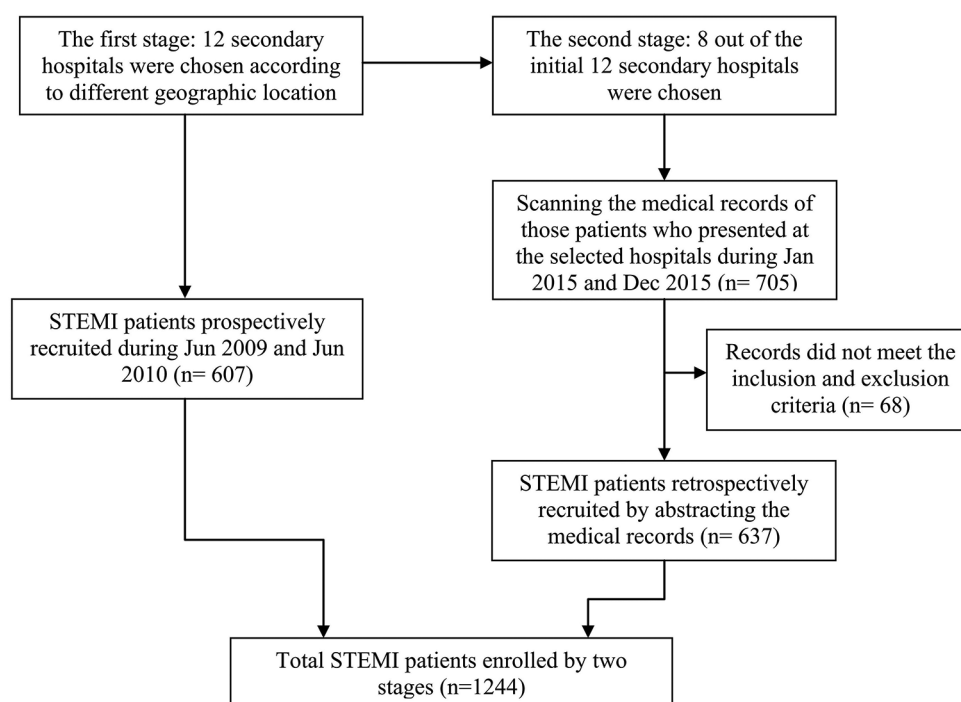 The first stage: 12 secondary
hospitals were chosen according
to different geographic location
The second stage: 8 out of the
initial 12 secondary hospitals
were chosen
Scanning the medical records of
those patients who presented at
the selected hospitals during Jan
2015 and Dec 2015 (n= 705)
STEMI patients prospectively
recruited during Jun 2009 and Jun
2010 (n= 607)
Records did not meet the
inclusion and exclusion
criteria (n= 68)
STEMI patients retrospectively
recruited by abstracting the
medical records (n= 637)
Total STEMI patients enrolled by two
stages (n=1244)